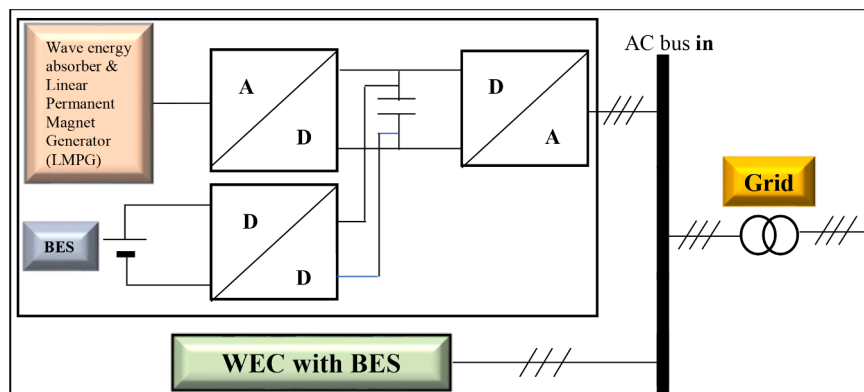 Wave energy
absorber &
Linear
Permanent
Magnet
Generator
(LMPG)
A
D
D
A
AC bus in
Grid
BES
D
D
WEC with BES